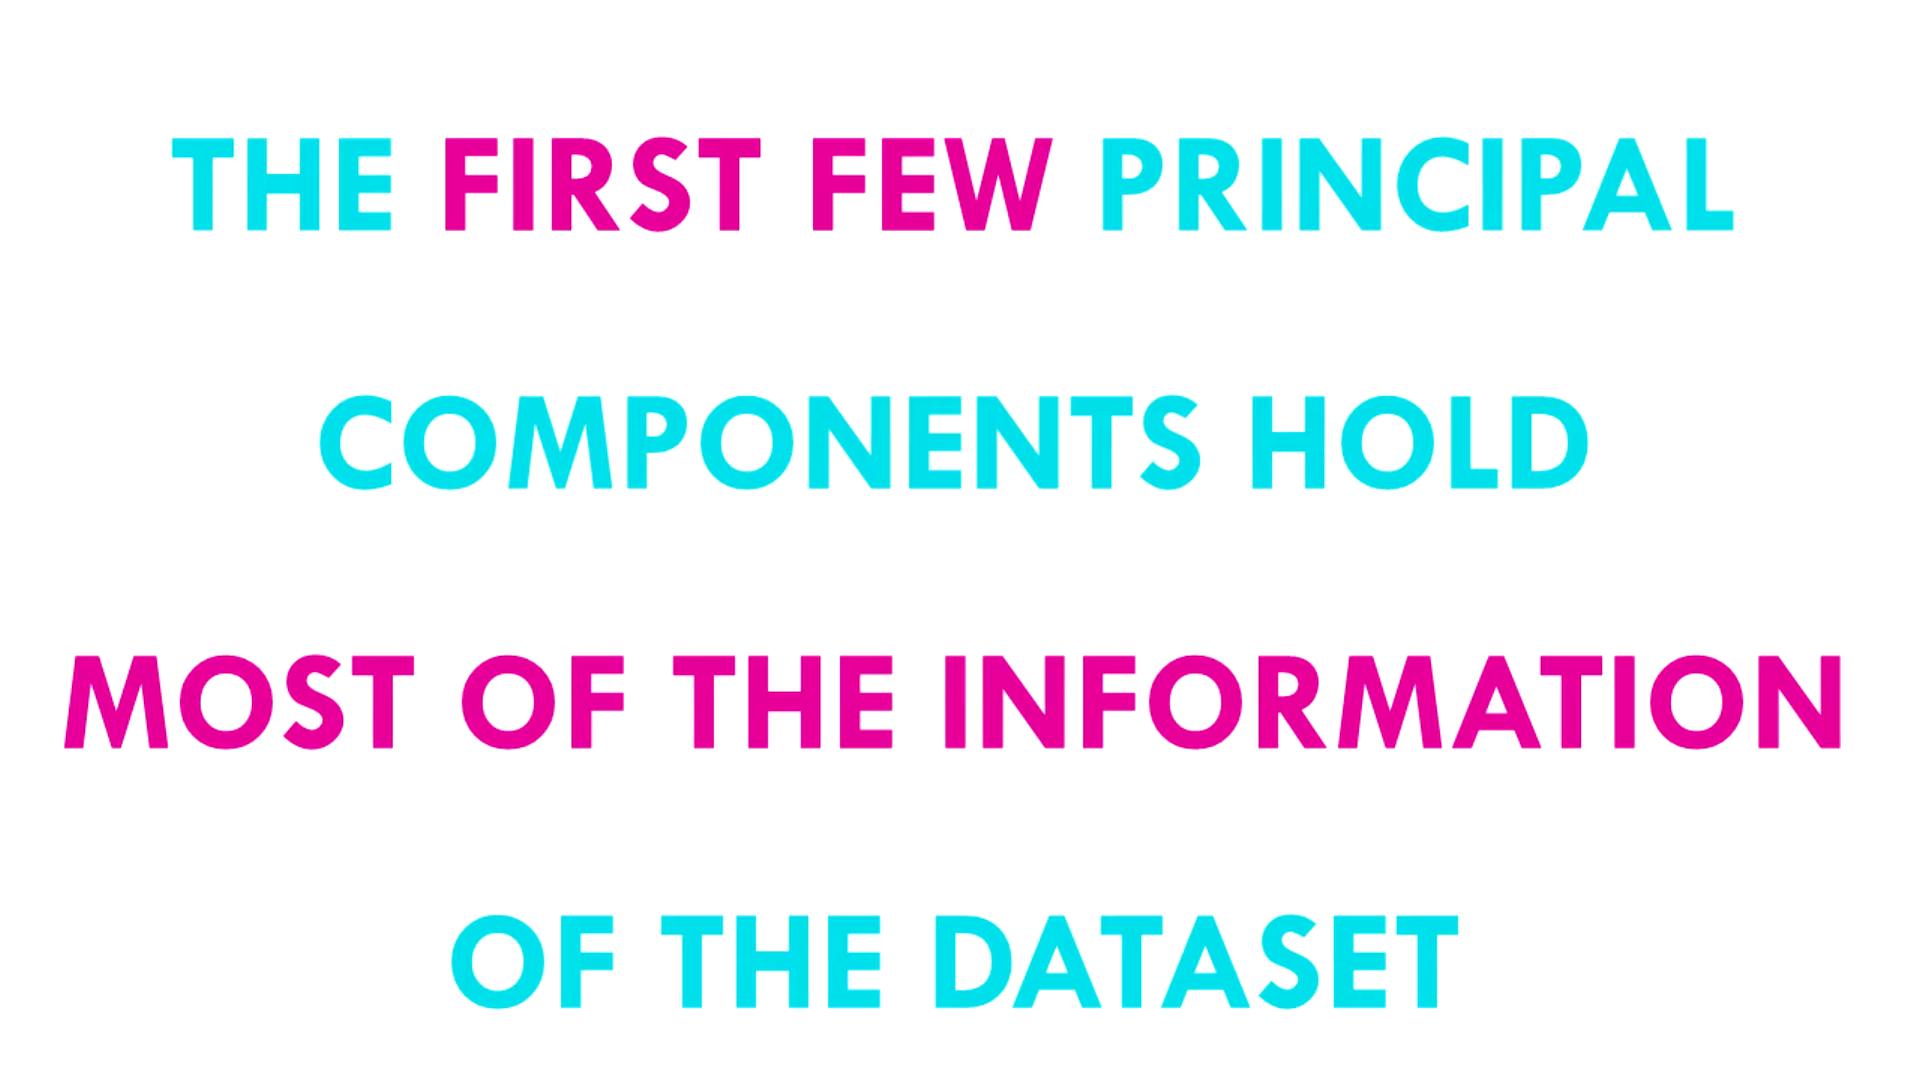 THE FIRST FEW PRINCIPAL
COMPONENTS HOLD
MOST OF THE INFORMATION
OF THE DATASET